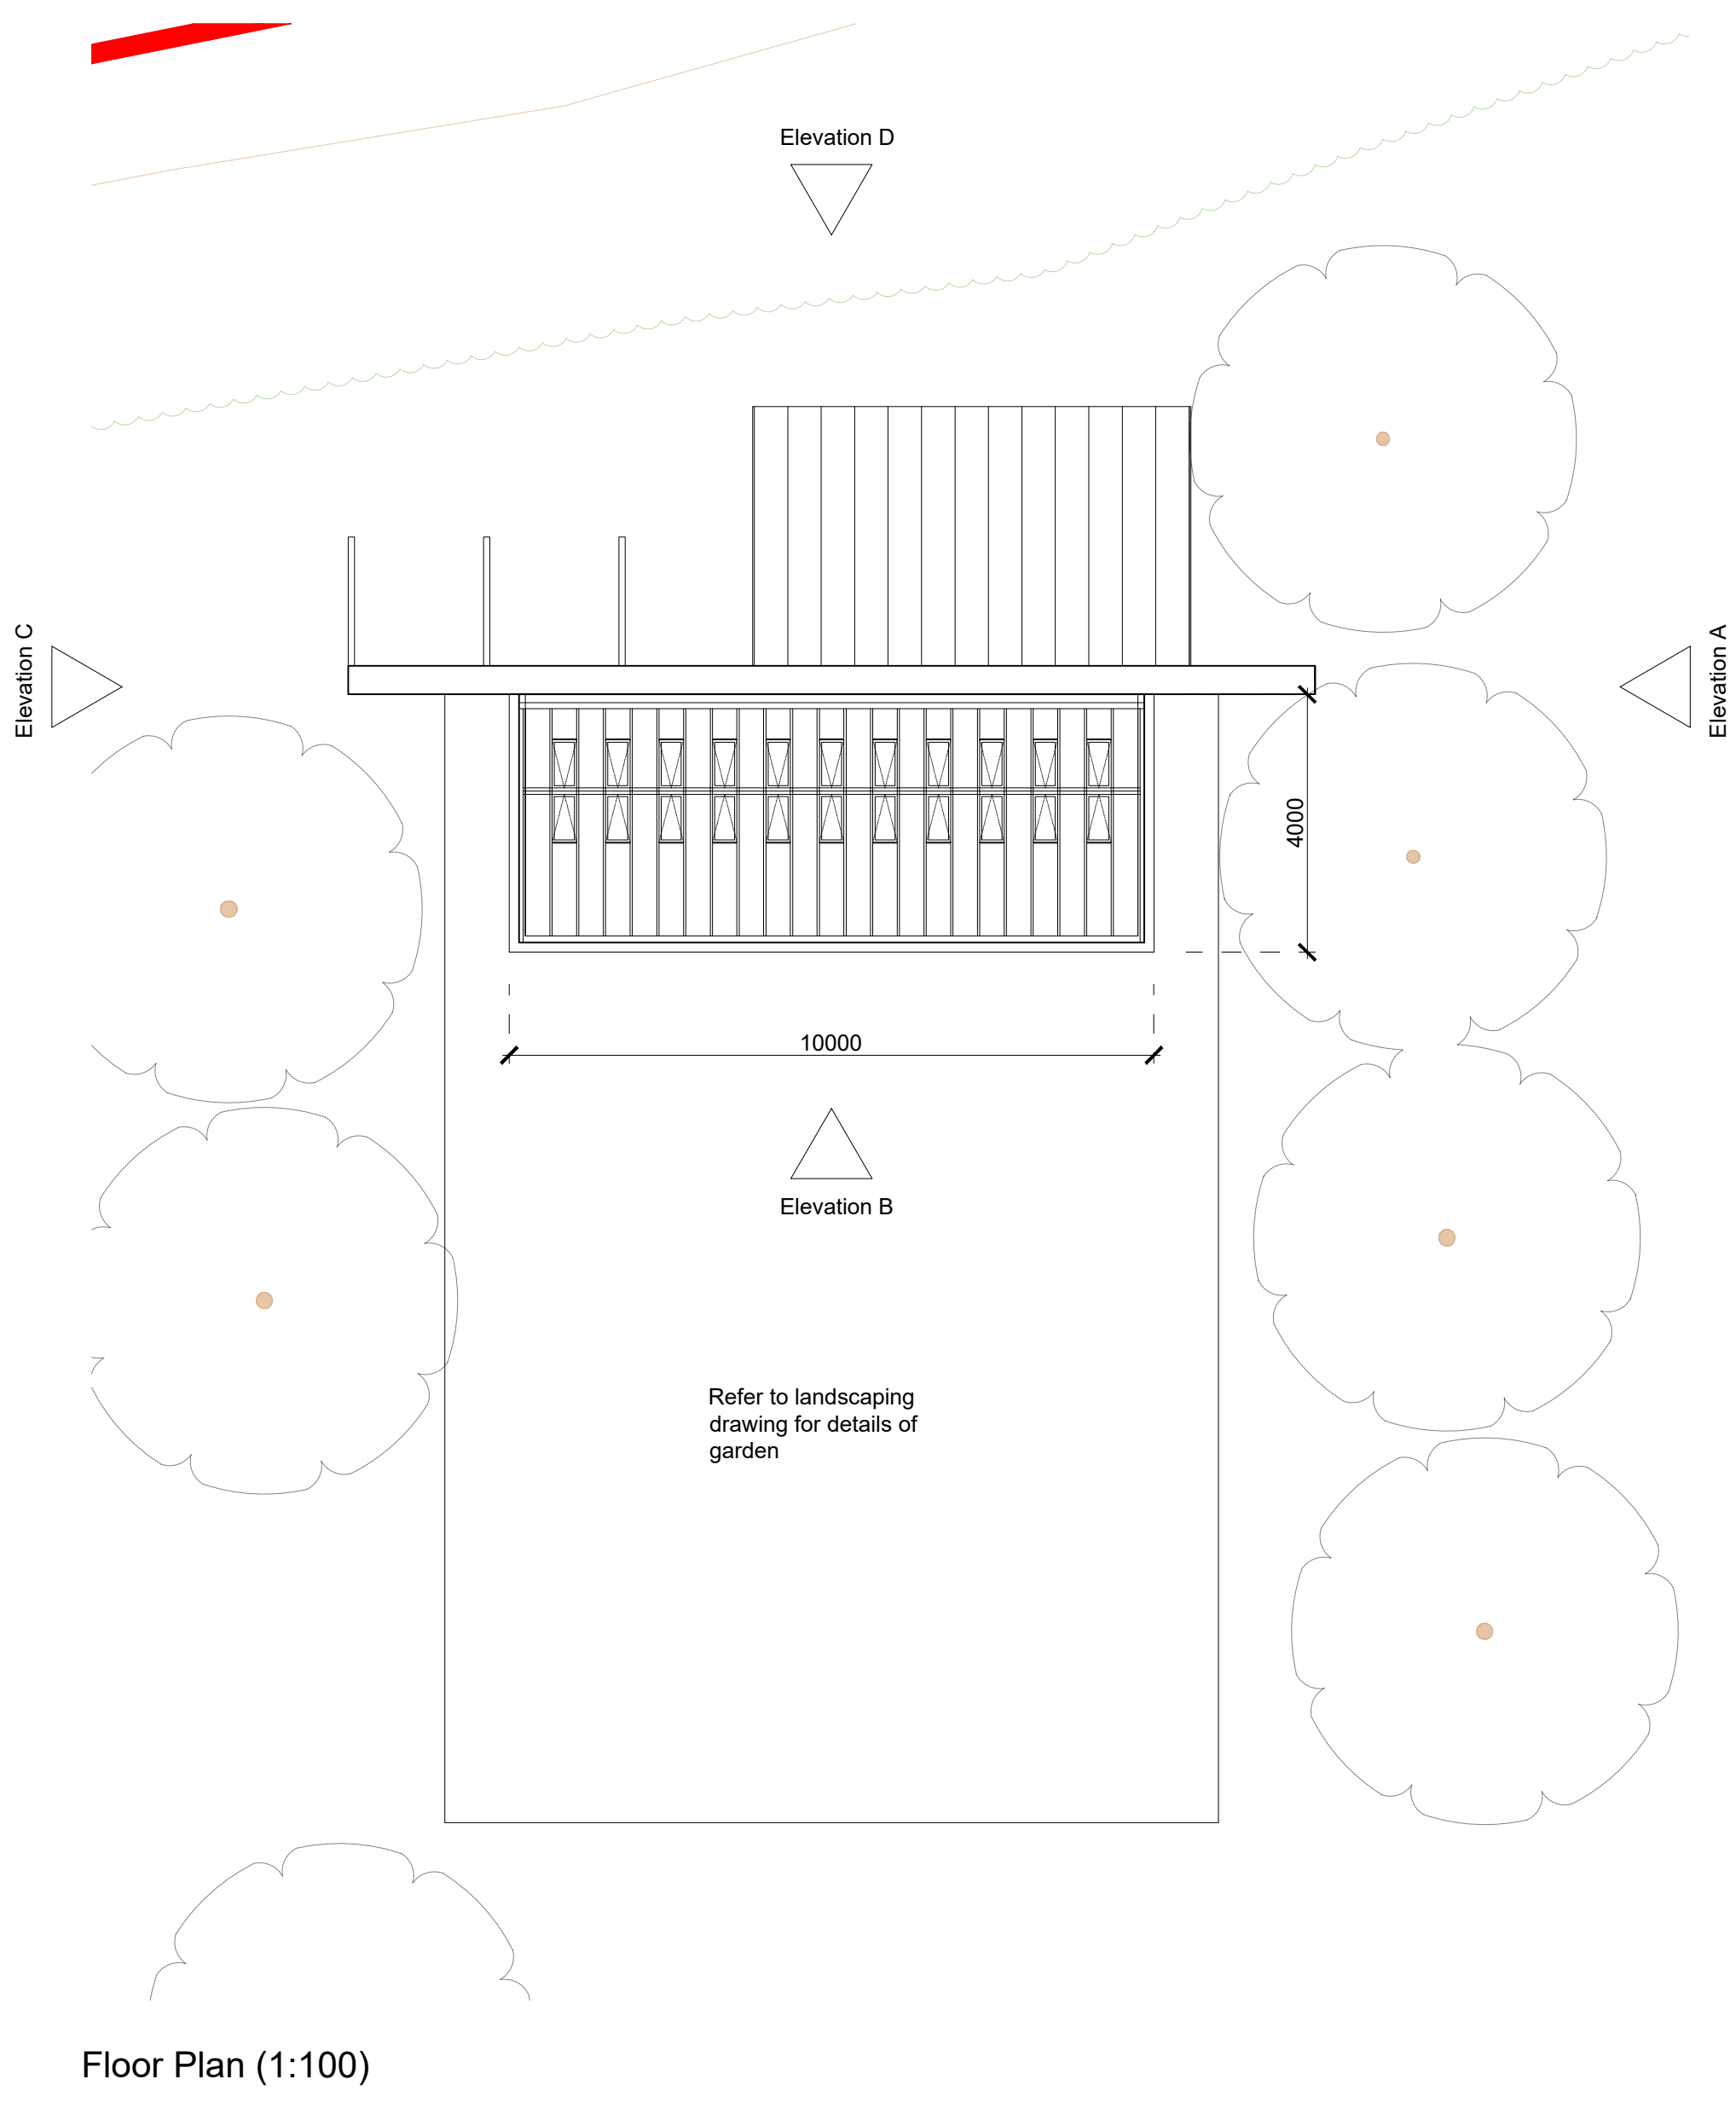 Elevation D
Elevation C
Elevation A
4000
10000
Elevation B
Refer to landscaping
drawing for details of
garden
Floor Plan (1:100)